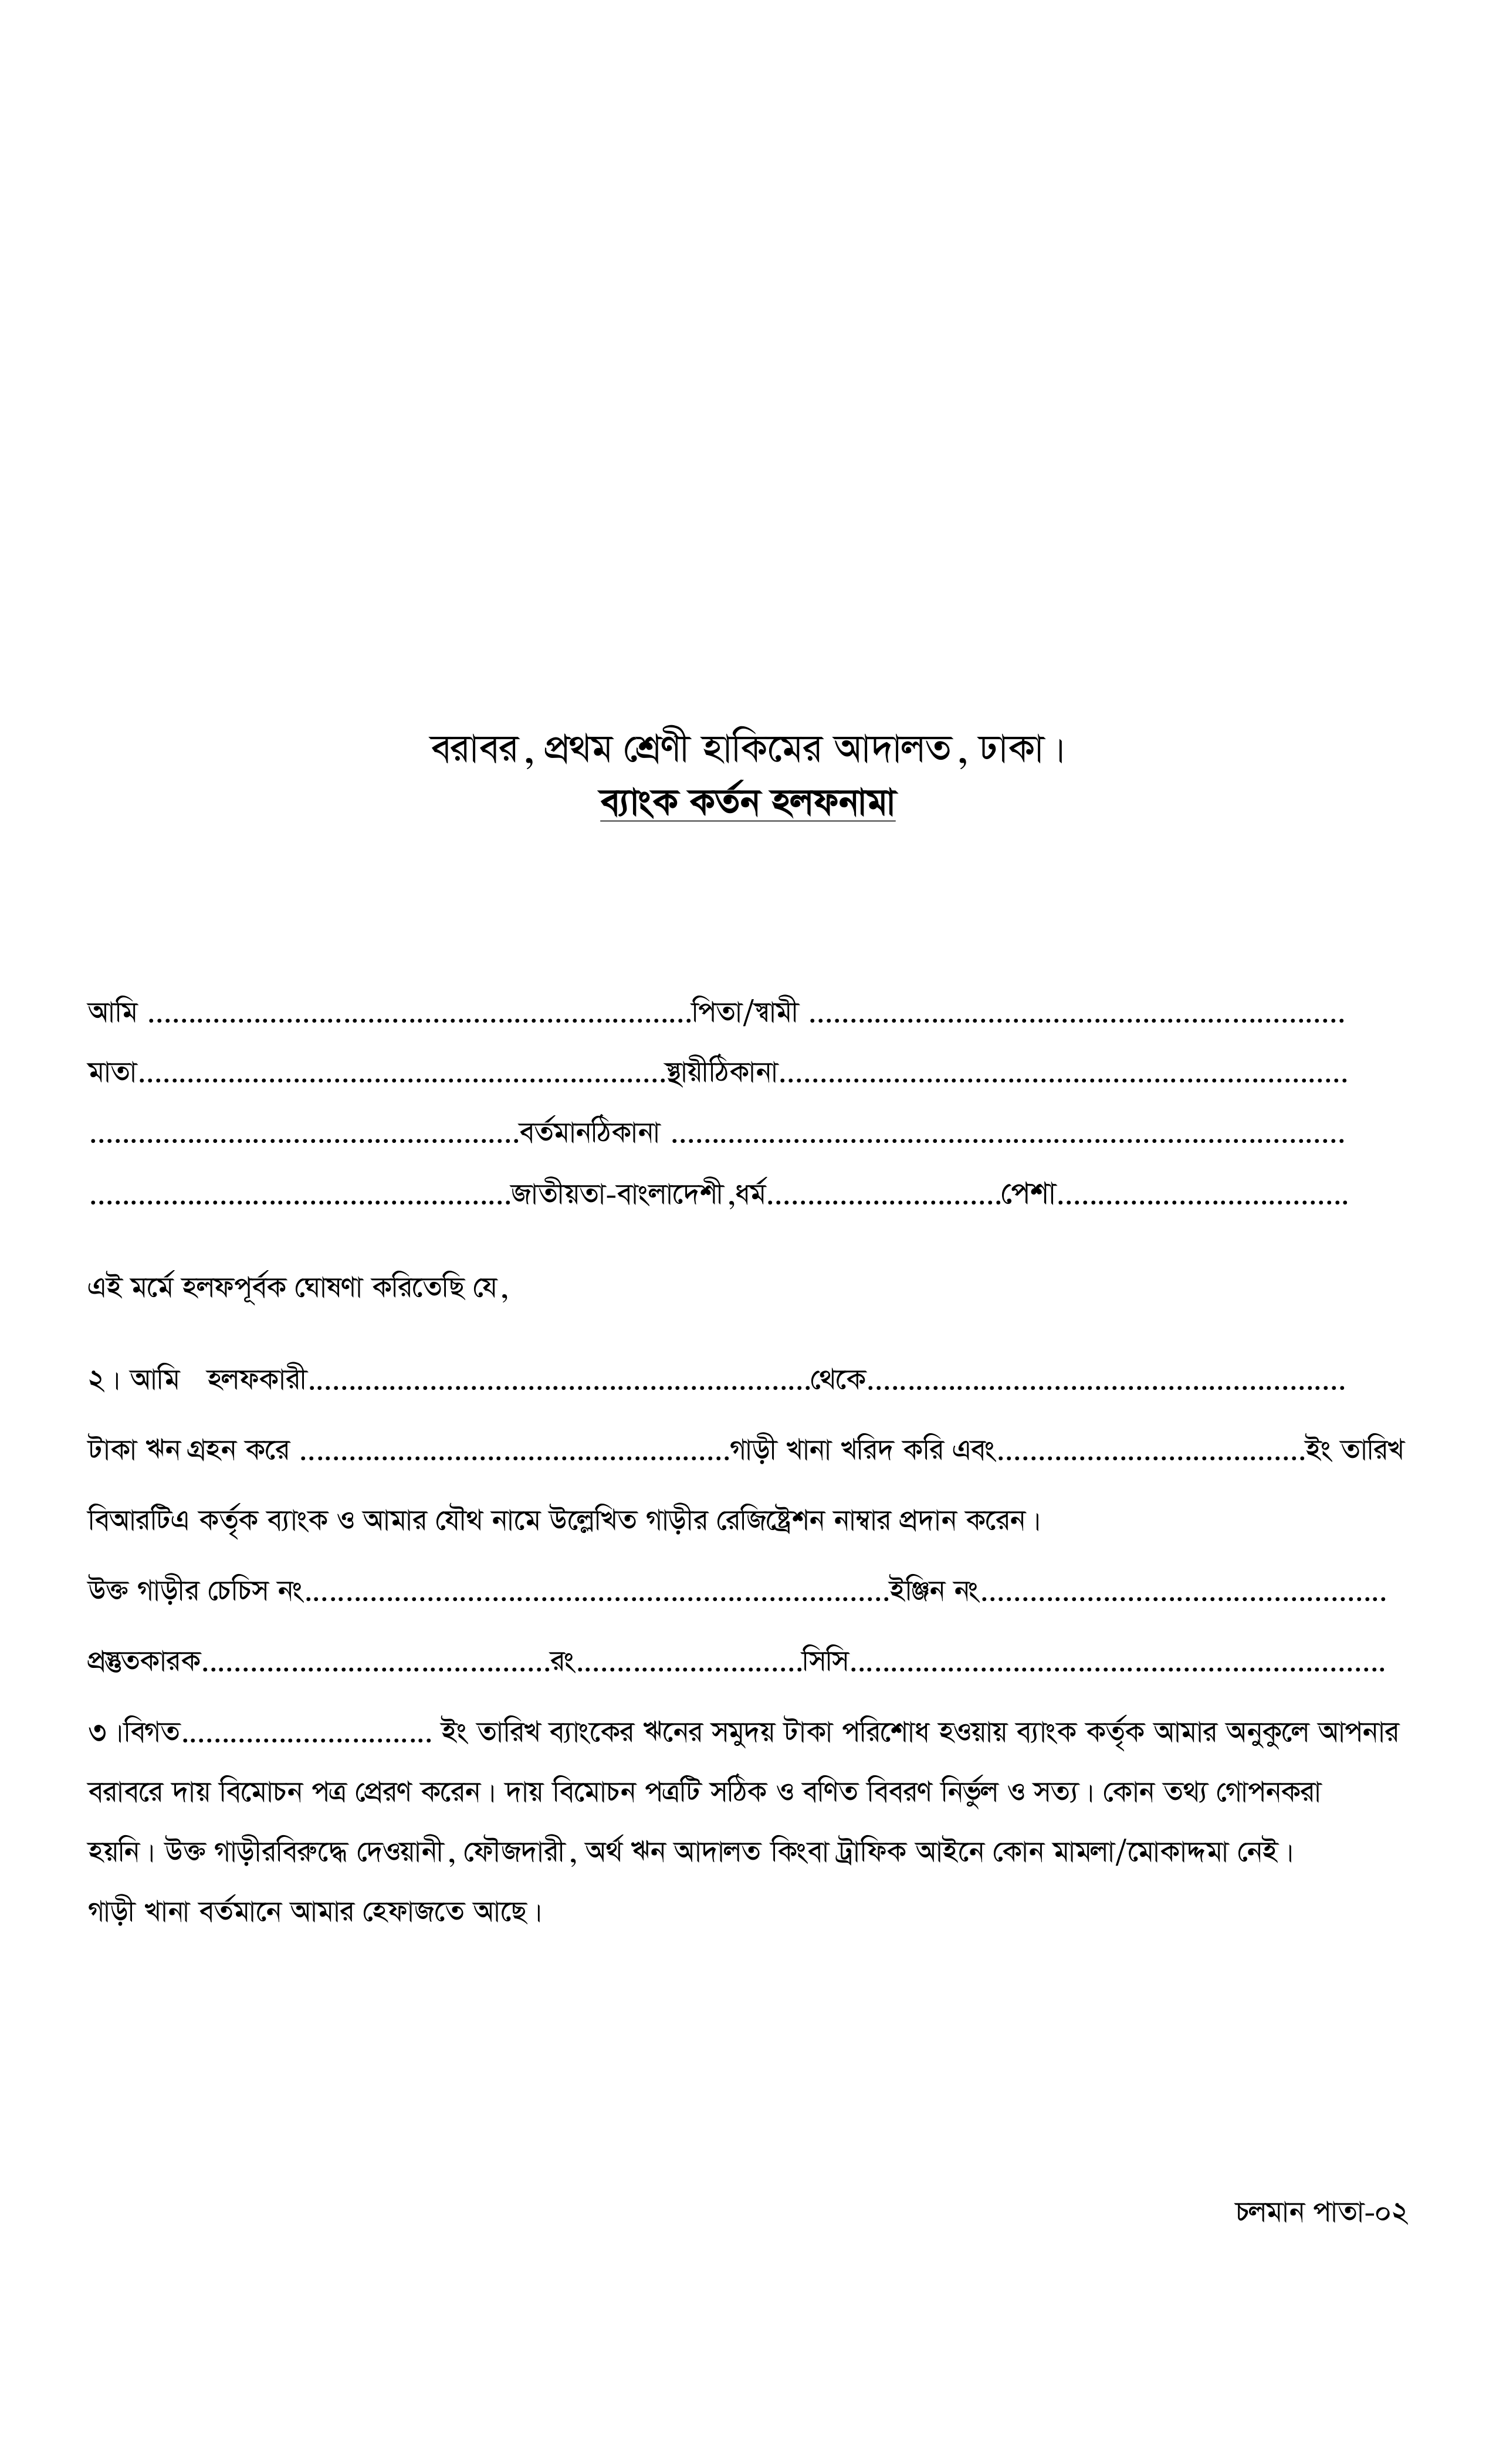 বরাবর, প্রথম শ্রেণী হাকিমের আদালত, ঢাকা।
ব্যাংক কর্তন হলফনামা
আমি ..................................................................পিতা/স্বামী .................................................................
মাতা................................................................স্থায়ীঠিকানা.....................................................................
....................................................বর্তমানঠিকানা ..................................................................................
...................................................জাতীয়তা-বাংলাদেশী,ধর্ম............................পেশা...................................
এই মর্মে হলফপূর্বক ঘোষণা করিতেছি যে,
২। আমি হলফকারী.............................................................থেকে..........................................................
টাকা ঋন গ্রহন করে ....................................................গাড়ী খানা খরিদ করি এবং.....................................ইং তারিখ
বিআরটিএ কর্তৃক ব্যাংক ও আমার যৌথ নামে উল্লেখিত গাড়ীর রেজিষ্ট্রেশন নাম্বার প্রদান করেন।
উক্ত গাড়ীর চেচিস নং.......................................................................ইঞ্জিন নং.................................................
প্রস্তুতকারক..........................................রং...........................সিসি.................................................................
৩।বিগত.............................. ইং তারিখ ব্যাংকের ঋনের সমুদয় টাকা পরিশোধ হওয়ায় ব্যাংক কর্তৃক আমার অনুকুলে আপনার
বরাবরে দায় বিমোচন পত্র প্রেরণ করেন। দায় বিমোচন পত্রটি সঠিক ও বণিত বিবরণ নির্ভুল ও সত্য। কোন তথ্য গোপনকরা
হয়নি। উক্ত গাড়ীরবিরুদ্ধে দেওয়ানী, ফৌজদারী, অর্থ ঋন আদালত কিংবা ট্রাফিক আইনে কোন মামলা/মোকাদ্দমা নেই।
গাড়ী খানা বর্তমানে আমার হেফাজতে আছে।
চলমান পাতা-০২